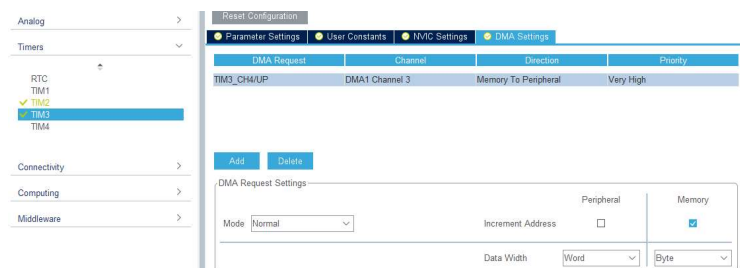 Analog
Timers
RTC
TIM1
TIM2
TIM3
TIM4
Connectivity
Computing
Middleware
Reset Configuration
Parameter Settings User Constants NVIC Settings DMA Settings
DMA Request Channel Direction Priority
TIM3_CH4/UP DMA1 Channel 3 Memory To Peripheral Very High
Add Delete
DMA Request Settings
Peripheral Memory
Mode Normal Increment Address
Data Width Word Byte